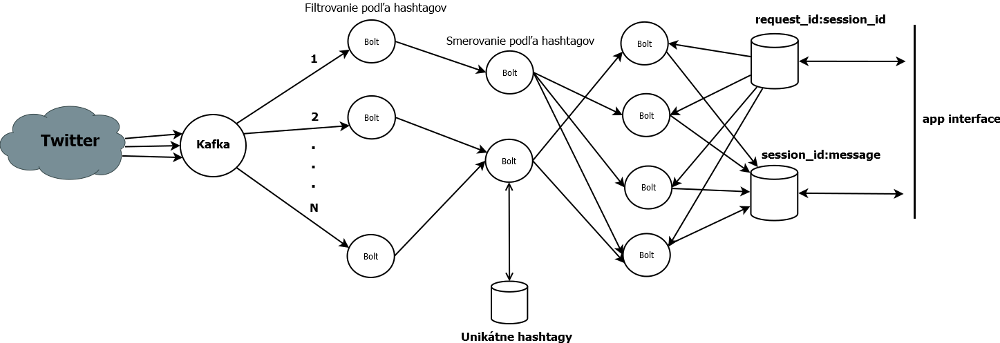 Filtrovanie podľa hashtagov
Smerovanie podľa hashtagov
request_id:session_id
Bolt
Bolt
Bolt
1
app interface
2
Bolt
Bolt
Twitter
Kafka
.
.
.
N
Bolt
session_id:message
Bolt
Bolt
Bolt
Unikátne hashtagy